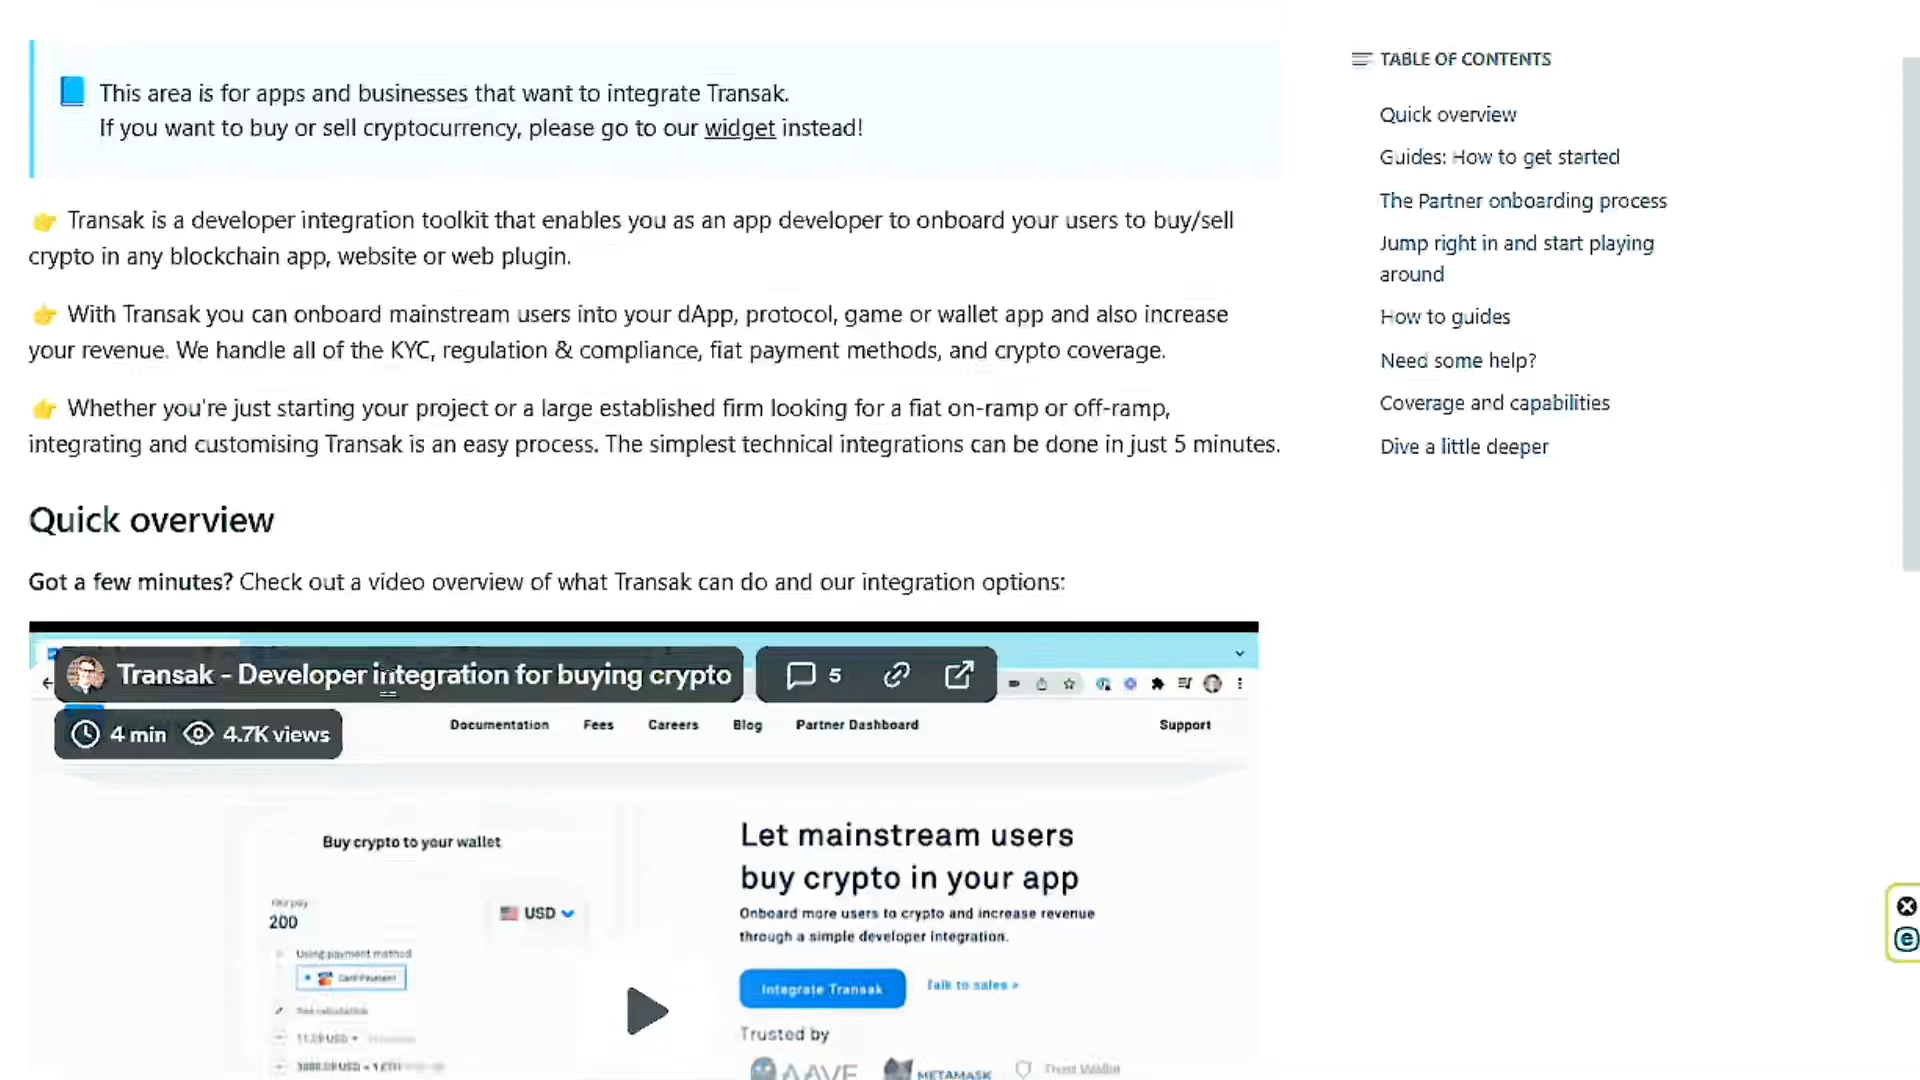 This area is for apps and businesses that want to integrate Transak.
If you want to buy or sell cryptocurrency, please go to our widget instead!
👉 Transak is a developer integration toolkit that enables you as an app developer to onboard your users to buy/sell
crypto in any blockchain app, website or web plugin.
👉 With Transak you can onboard mainstream users into your dApp, protocol, game or wallet app and also increase
your revenue. We handle all of the KYC, regulation & compliance, fiat payment methods, and crypto coverage.
👉 Whether you're just starting your project or a large established firm looking for a fiat on-ramp or off-ramp,
integrating and customising Transak is an easy process. The simplest technical integrations can be done in just 5 minutes.
Quick overview
Got a few minutes? Check out a video overview of what Transak can do and our integration options:
Transak - Developer integration for buying crypto
5
4 min 4.7K views
Documentation Fees Careers Blog Partner Dashboard Support
Buy crypto to your wallet
200
USD
Using payment method
Card Payment
Let mainstream users
buy crypto in your app
Onboard more users to crypto and increase revenue
through a simple developer integration.
Integrate Transak Talk to sales >
Trusted by
AAVE METAMASK Trust Wallet
TABLE OF CONTENTS
Quick overview
Guides: How to get started
The Partner onboarding process
Jump right in and start playing
around
How to guides
Need some help?
Coverage and capabilities
Dive a little deeper